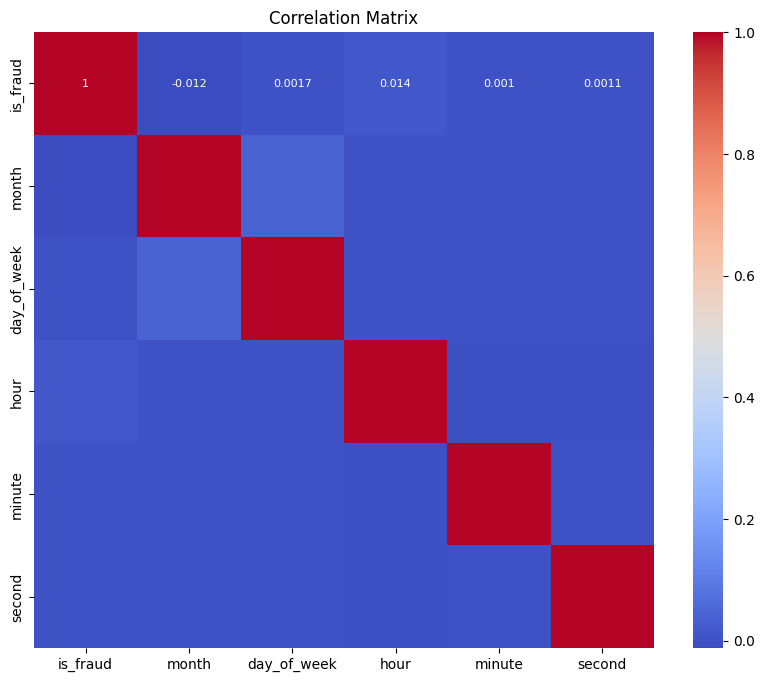 Correlation Matrix
is_fraud
1 -0.012 0.0017 0.014 0.001 0.0011
month
day_of_week
hour
minute
second
is_fraud month day_of_week hour minute second
1.0
0.8
0.6
0.4
0.2
0.0